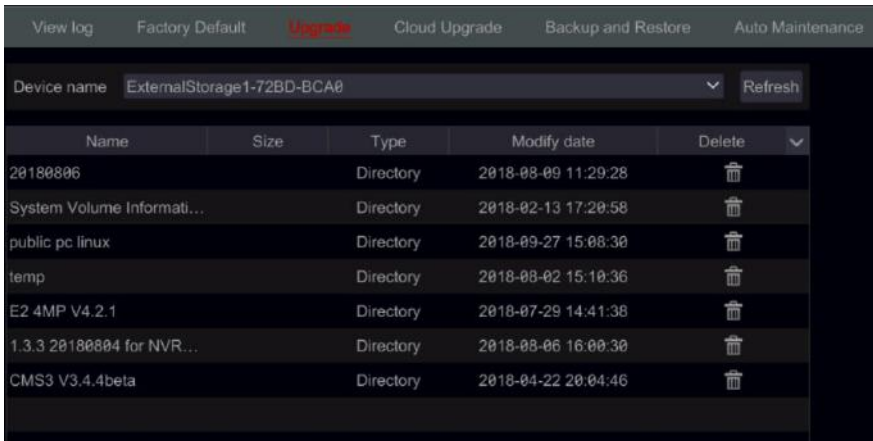 View log Factory Default Upgrade Cloud Upgrade Backup and Restore Auto Maintenance
Device name ExternalStorage1-72BD-BCA0 Refresh
Name Size Type Modify date Delete
20180806 Directory 2018-08-09 11:29:28
System Volume Informati... Directory 2018-02-13 17:20:58
public pc linux Directory 2018-09-27 15:08:30
temp Directory 2018-08-02 15:10:36
E2 4MP V4.2.1 Directory 2018-07-29 14:41:38
1.3.3 20180804 for NVR... Directory 2018-08-06 16:00:30
CMS3 V3.4.4beta Directory 2018-04-22 20:04:46